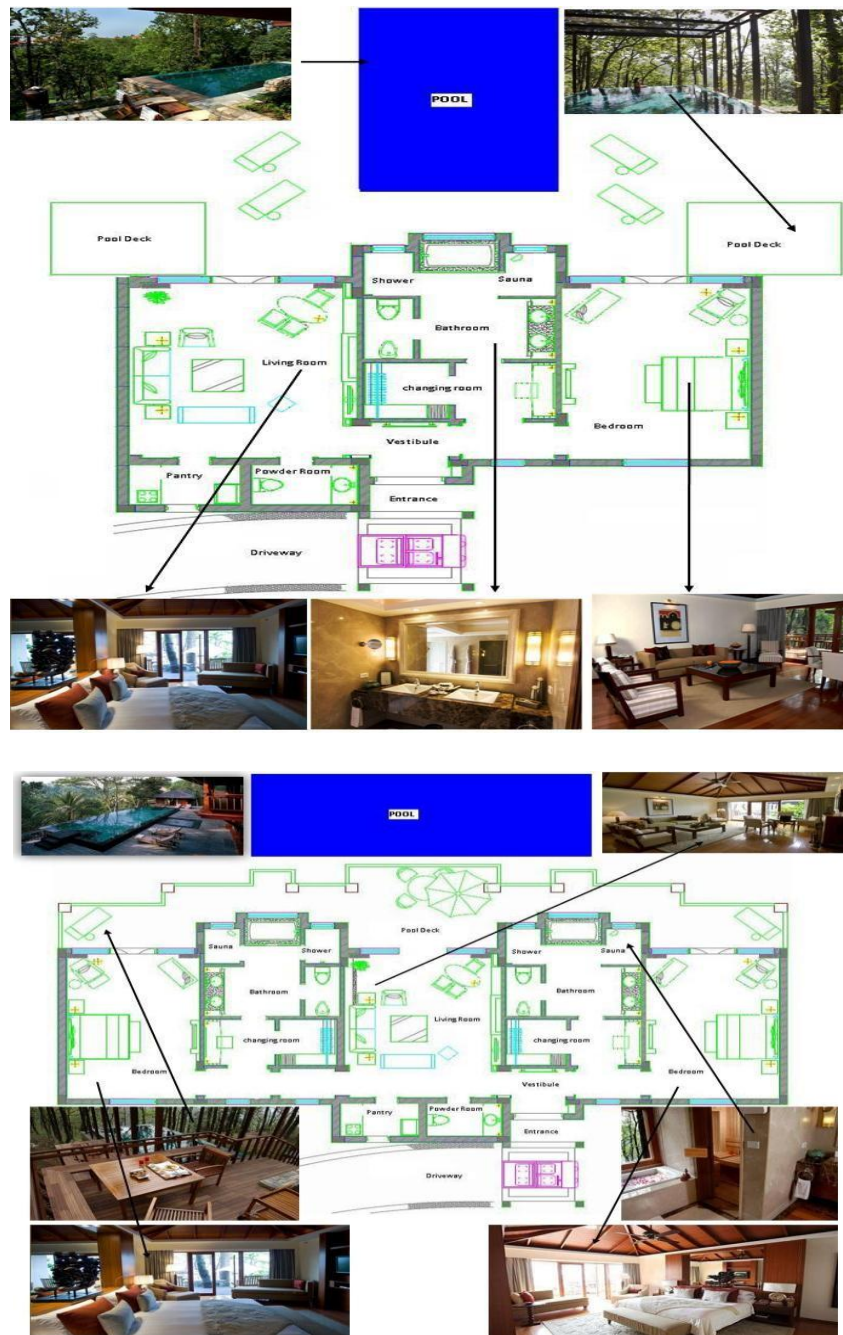 POOL
Pool Deck
Pool Deck
Shower
Sauna
Bathroom
Living Room
changing room
Bedroom
Vestibule
Pantry
Powder Room
Entrance
Driveway
POOL
Pool Deck
Sauna
Shower
Shower
Sauna
Bathroom
Bathroom
Living Room
changing room
changing room
Bedroom
Bedroom
Vestibule
Pantry
Powder Room
Entrance
Driveway